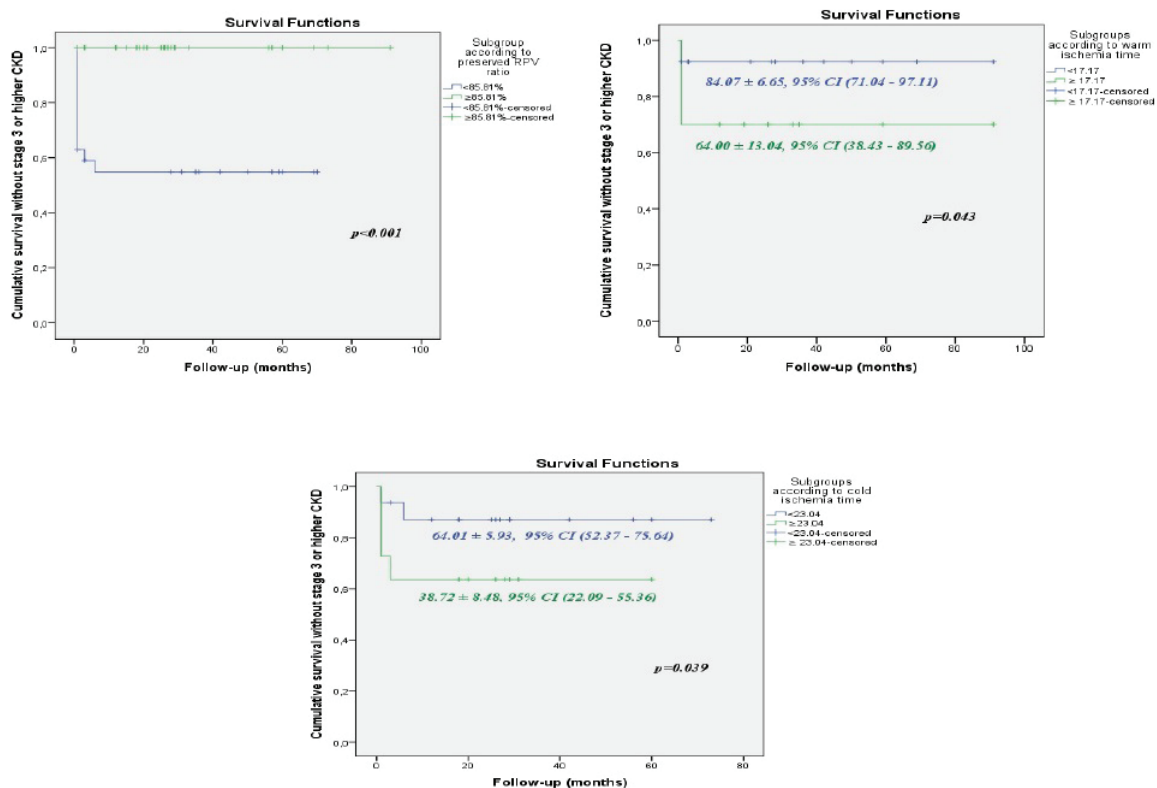 Survival Functions
Cumulative survival without stage 3 or higher CKD
1,0
0,8
0,6
0,4
0,2
0,0
0
20
40
60
80
100
Follow-up (months)
p<0.001
Subgroup
according to
preserved RPV
ratio
<85.81%
≥85.81%
<85.81%-censored
≥85.81%-censored
Survival Functions
Cumulative survival without stage 3 or higher CKD
1,0
0,8
0,6
0,4
0,2
0,0
0
20
40
60
80
100
Follow-up (months)
84.07 ± 6.65, 95% CI (71.04 - 97.11)
64.00 ± 13.04, 95% CI (38.43 - 89.56)
p=0.043
Subgroups
according to warm
ischemia time
<17.17
≥ 17.17
<17.17-censored
≥ 17.17-censored
Survival Functions
Cumulative survival without stage 3 or higher CKD
1,0
0,8
0,6
0,4
0,2
0,0
0
20
40
60
80
Follow-up (months)
64.01 ± 5.93, 95% CI (52.37 - 75.64)
38.72 ± 8.48, 95% CI (22.09 - 55.36)
p=0.039
Subgroups
according to cold
ischemia time
<23.04
≥23.04
<23.04-censored
≥ 23.04-censored